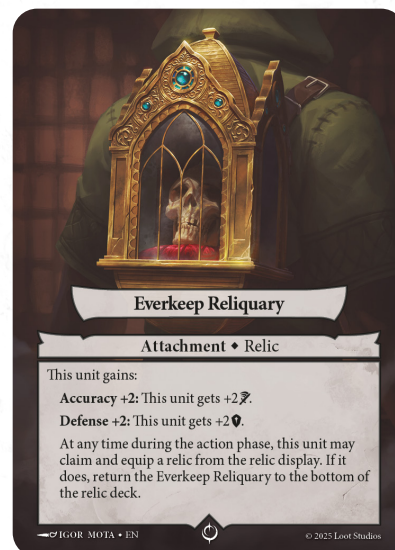 Everkeep Reliquary
Attachment ◆ Relic
This unit gains:
Accuracy +2: This unit gets +2.
Defense +2: This unit gets +2.
At any time during the action phase, this unit may
claim and equip a relic from the relic display. If it
does, return the Everkeep Reliquary to the bottom of
the relic deck.
IGOR MOTA • EN
© 2025 Loot Studios